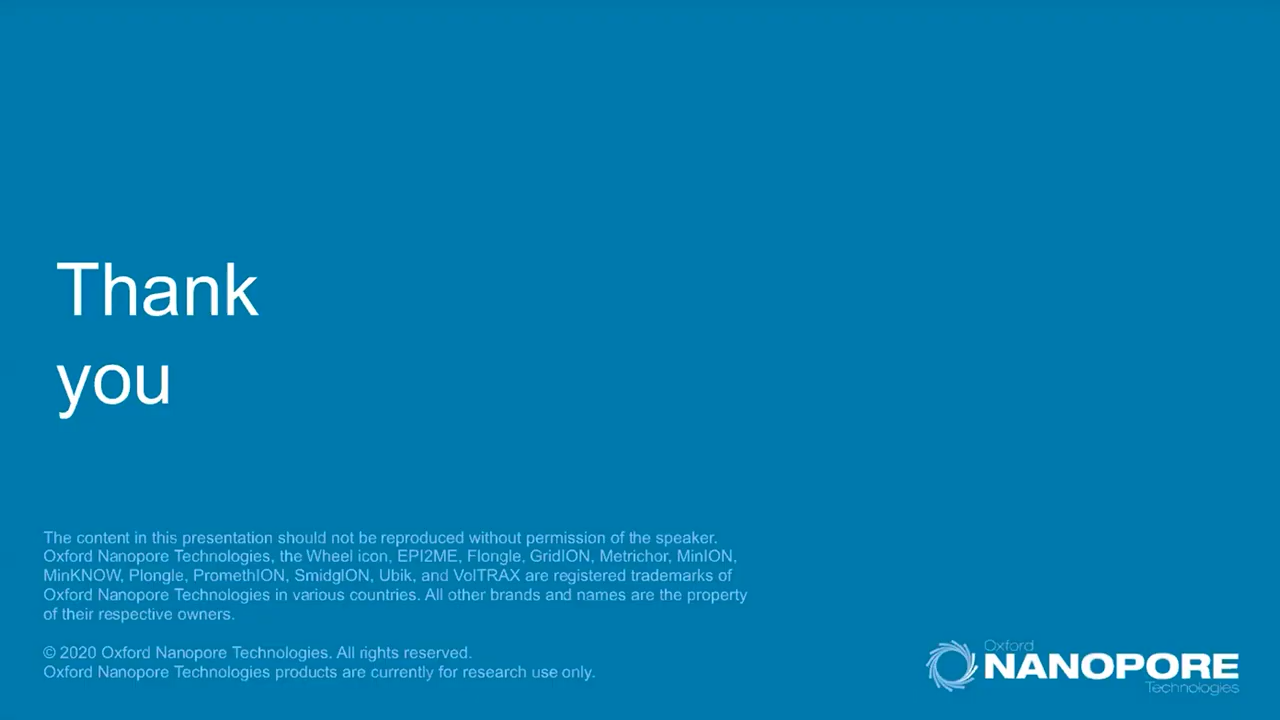 Thank
you
The content in this presentation should not be reproduced without permission of the speaker.
Oxford Nanopore Technologies, the Wheel icon, EPI2ME, Flongle, GridION, Metrichor, MinION,
MinKNOW, Plongle, PromethION, SmidgION, Ubik, and VolTRAX are registered trademarks of
Oxford Nanopore Technologies in various countries. All other brands and names are the property
of their respective owners.
© 2020 Oxford Nanopore Technologies. All rights reserved.
Oxford Nanopore Technologies products are currently for research use only.
Oxford
NANOPORE
Technologies